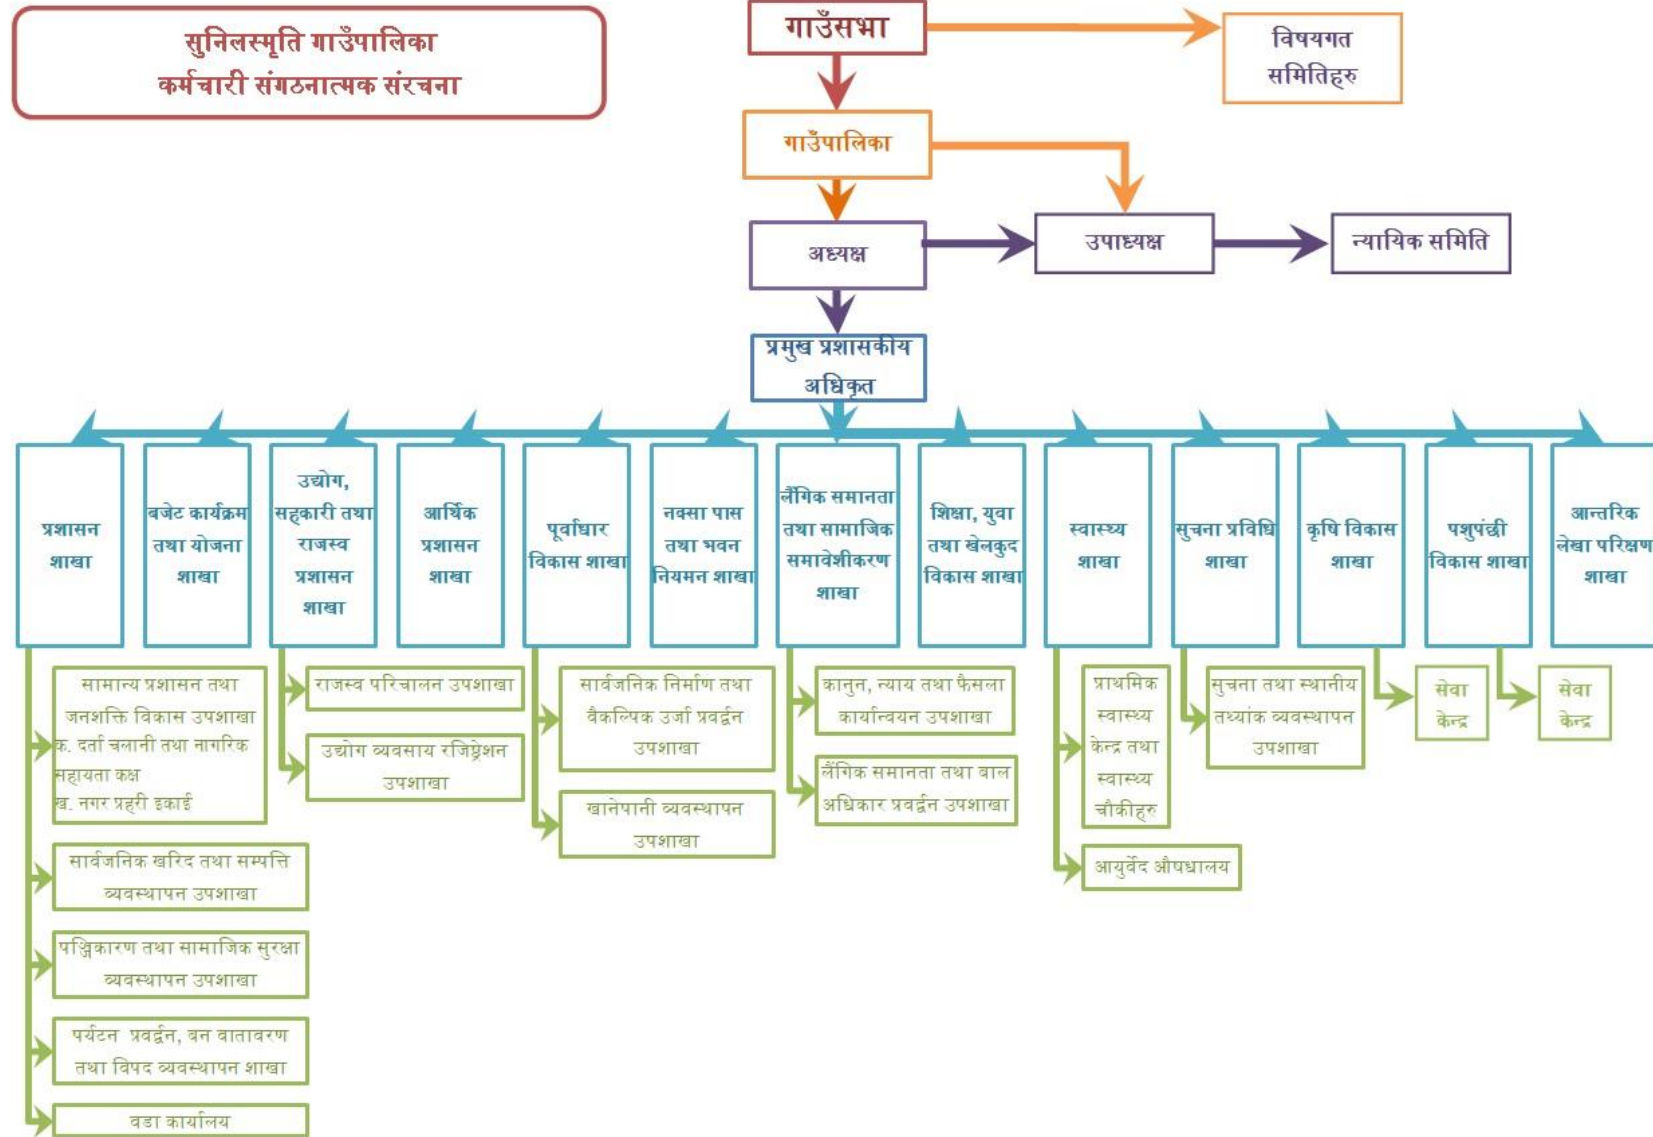 सुनिलस्मृति गाउँपालिका
कर्मचारी संगठनात्मक संरचना
गाउँसभा
विषयगत
समितिहरु
गाउँपालिका
अध्यक्ष
उपाध्यक्ष
न्यायिक समिति
प्रमुख प्रशासकीय
अधिकृत
प्रशासन
शाखा
बजेट कार्यक्रम
तथा योजना
शाखा
उद्योग,
सहकारी तथा
राजस्व
प्रशासन
शाखा
आर्थिक
प्रशासन
शाखा
पूर्वाधार
विकास शाखा
नक्सा पास
तथा भवन
नियमन शाखा
लैंगिक समानता
तथा सामाजिक
समावेशीकरण
शाखा
शिक्षा, युवा
तथा खेलकुद
विकास शाखा
स्वास्थ्य
शाखा
सुचना प्रविधि
शाखा
कृषि विकास
शाखा
पशुपंछी
विकास शाखा
आन्तरिक
लेखा परिक्षण
शाखा
सामान्य प्रशासन तथा
जनशक्ति विकास उपशाखा
क. दर्ता चलानी तथा नागरिक
सहायता कक्ष
ख. नगर प्रहरी इकाई
सार्वजनिक खरिद तथा सम्पत्ति
व्यवस्थापन उपशाखा
पञ्जिकारण तथा सामाजिक सुरक्षा
व्यवस्थापन उपशाखा
पर्यटन प्रवर्द्वन, बन वातावरण
तथा विपद व्यवस्थापन शाखा
वडा कार्यालय
राजस्व परिचालन उपशाखा
उद्योग व्यवसाय रजिष्ट्रेशन
उपशाखा
सार्वजनिक निर्माण तथा
वैकल्पिक उर्जा प्रवर्द्वन
उपशाखा
खानेपानी व्यवस्थापन
उपशाखा
कानुन, न्याय तथा फैसला
कार्यान्वयन उपशाखा
लैंगिक समानता तथा बाल
अधिकार प्रवर्द्वन उपशाखा
प्राथमिक
स्वास्थ्य
केन्द्र तथा
स्वास्थ्य
चौकीहरु
आयुर्वेद औषधालय
सुचना तथा स्थानीय
तथ्यांक व्यवस्थापन
उपशाखा
सेवा
केन्द्र
सेवा
केन्द्र